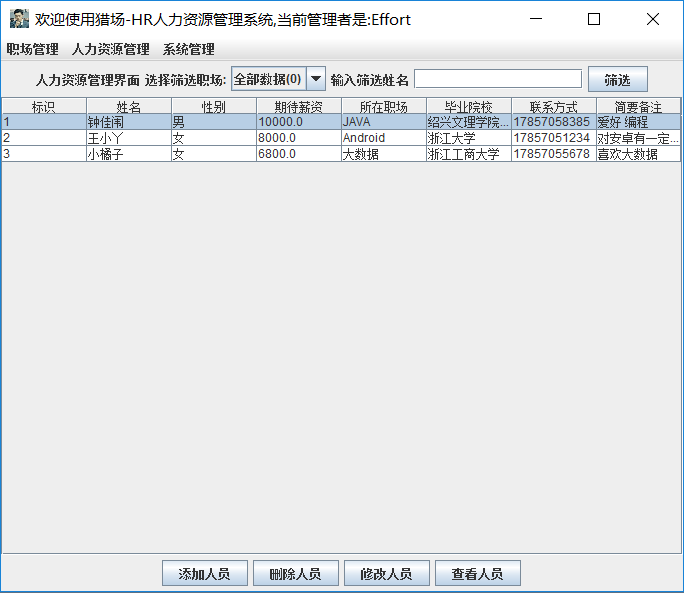 欢迎使用猎场-HR人力资源管理系统,当前管理者是:Effort
职场管理 人力资源管理 系统管理
人力资源管理界面 选择筛选职场: 全部数据(0) 输入筛选姓名 筛选
标识 姓名 性别 期待薪资 所在职场 毕业院校 联系方式 简要备注
1 钟佳闱 男 10000.0 JAVA 绍兴文理学院... 17857058385 爱好 编程
2 王小丫 女 8000.0 Android 浙江大学 17857051234 对安卓有一定...
3 小橘子 女 6800.0 大数据 浙江工商大学 17857055678 喜欢大数据
添加人员 删除人员 修改人员 查看人员